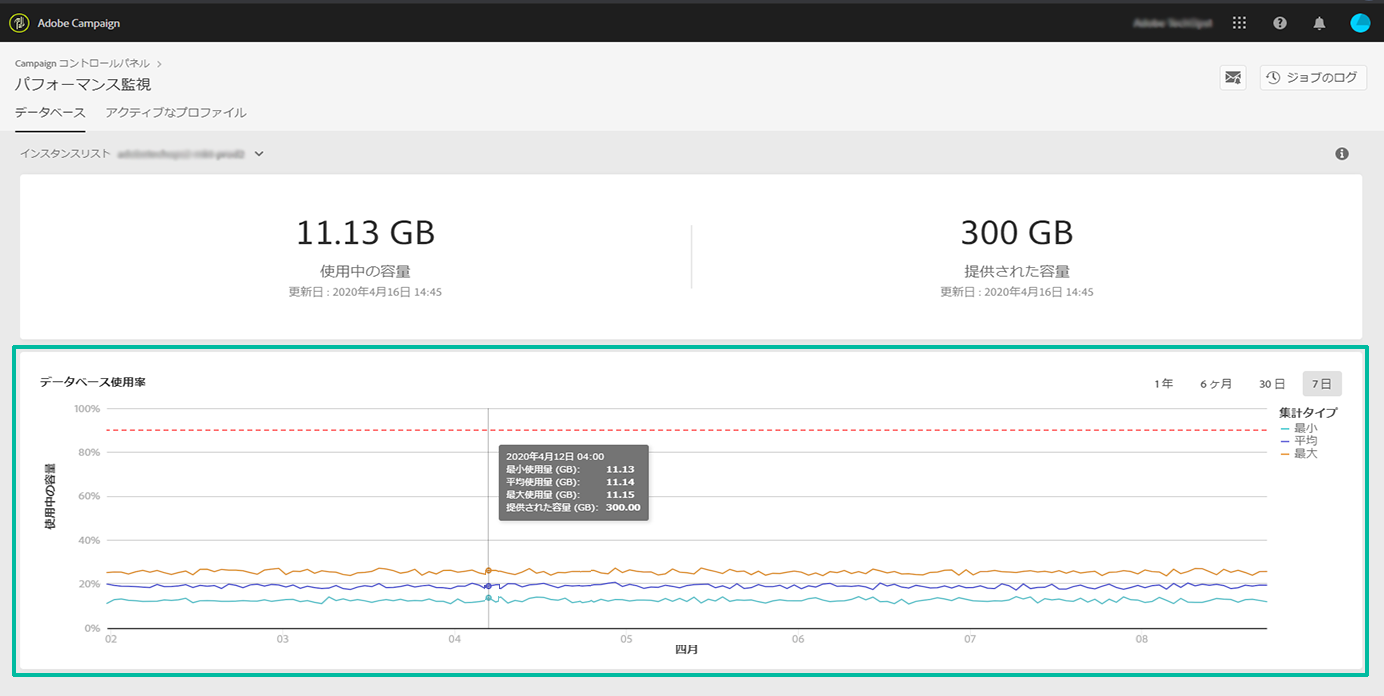 Adobe Campaign
Campaign コントロールパネル >
パフォーマンス監視
ジョブのログ
データベース アクティブなプロファイル
インスタンスリスト
11.13 GB
使用中の容量
更新日 : 2020年4月16日 14:45
300 GB
提供された容量
更新日 : 2020年4月16日 14:45
データベース使用率
1年 6ヶ月 30日 7日
集計タイプ
最小
平均
最大
使用中の容量
100%
80%
60%
40%
20%
0%
2020年4月12日 04:00
最小使用量 (GB): 11.13
平均使用量 (GB): 11.14
最大使用量 (GB): 11.15
提供された容量 (GB): 300.00
02 03 04 05 06 07 08
四月